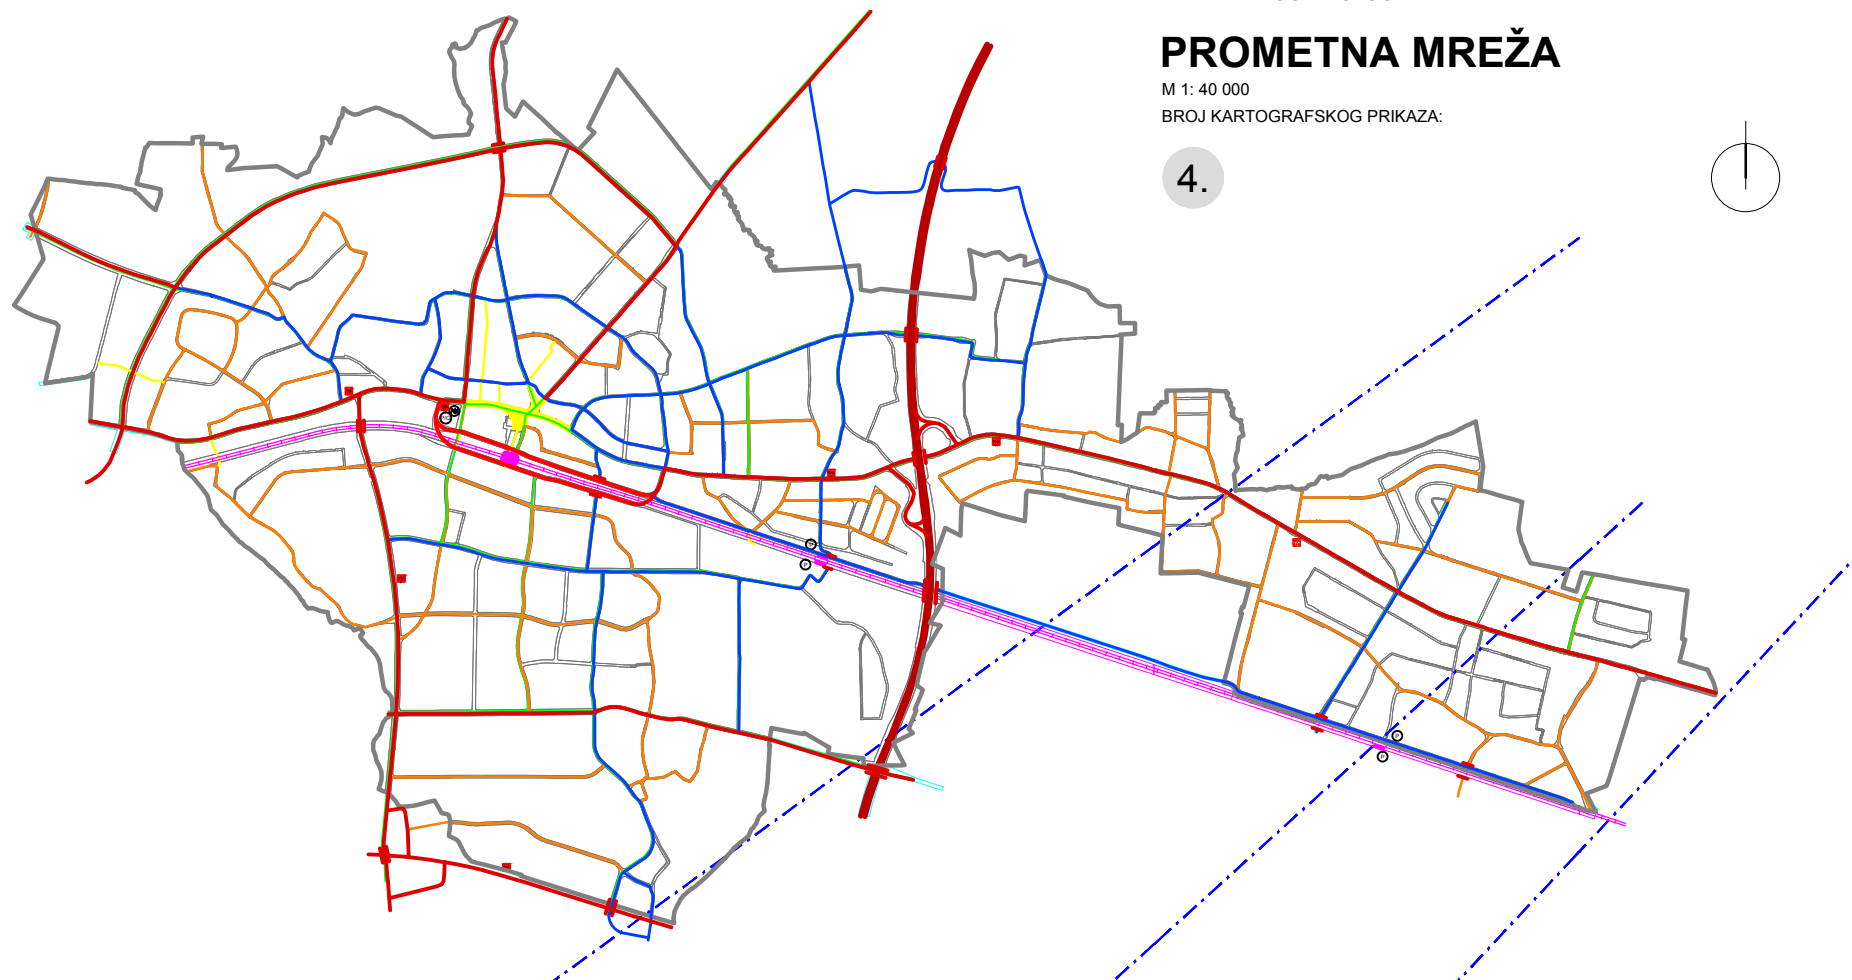 PROMETNA MREŽA
M 1: 40 000
BROJ KARTOGRAFSKOG PRIKAZA:
4.
P
P
P
P